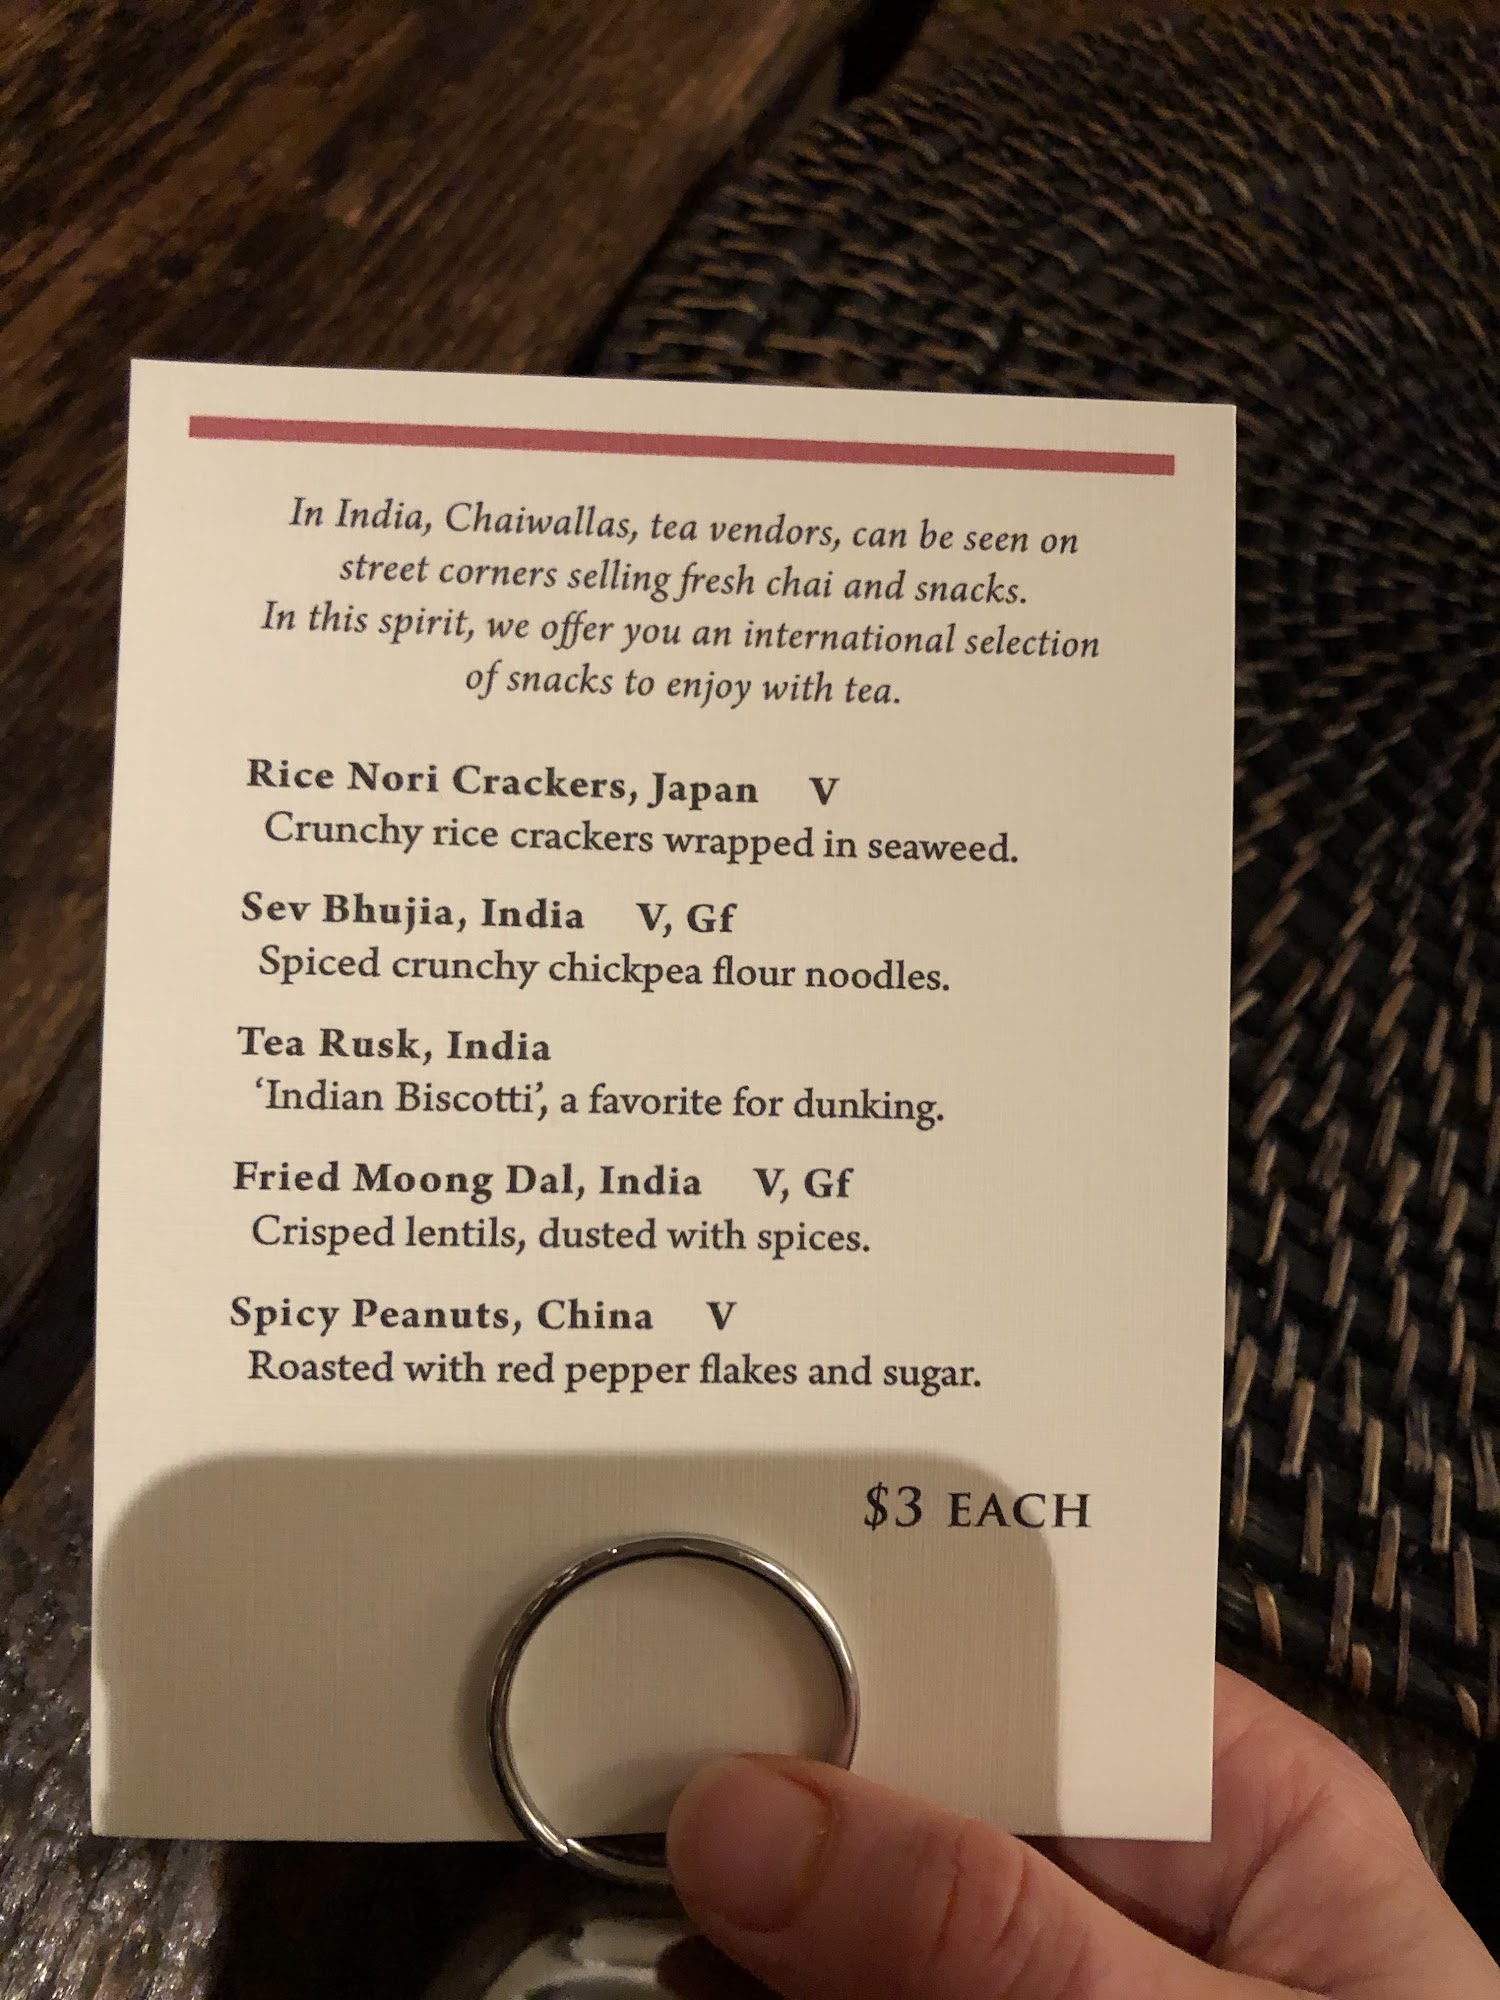 In India, Chaiwallas, tea vendors, can be seen on
street corners selling fresh chai and snacks.
In this spirit, we offer you an international selection
of snacks to enjoy with tea.
Rice Nori Crackers, Japan V
Crunchy rice crackers wrapped in seaweed.
Sev Bhujia, India V, Gf
Spiced crunchy chickpea flour noodles.
Tea Rusk, India
‘Indian Biscotti’, a favorite for dunking.
Fried Moong Dal, India V, Gf
Crisped lentils, dusted with spices.
Spicy Peanuts, China V
Roasted with red pepper flakes and sugar.
$3 EACH